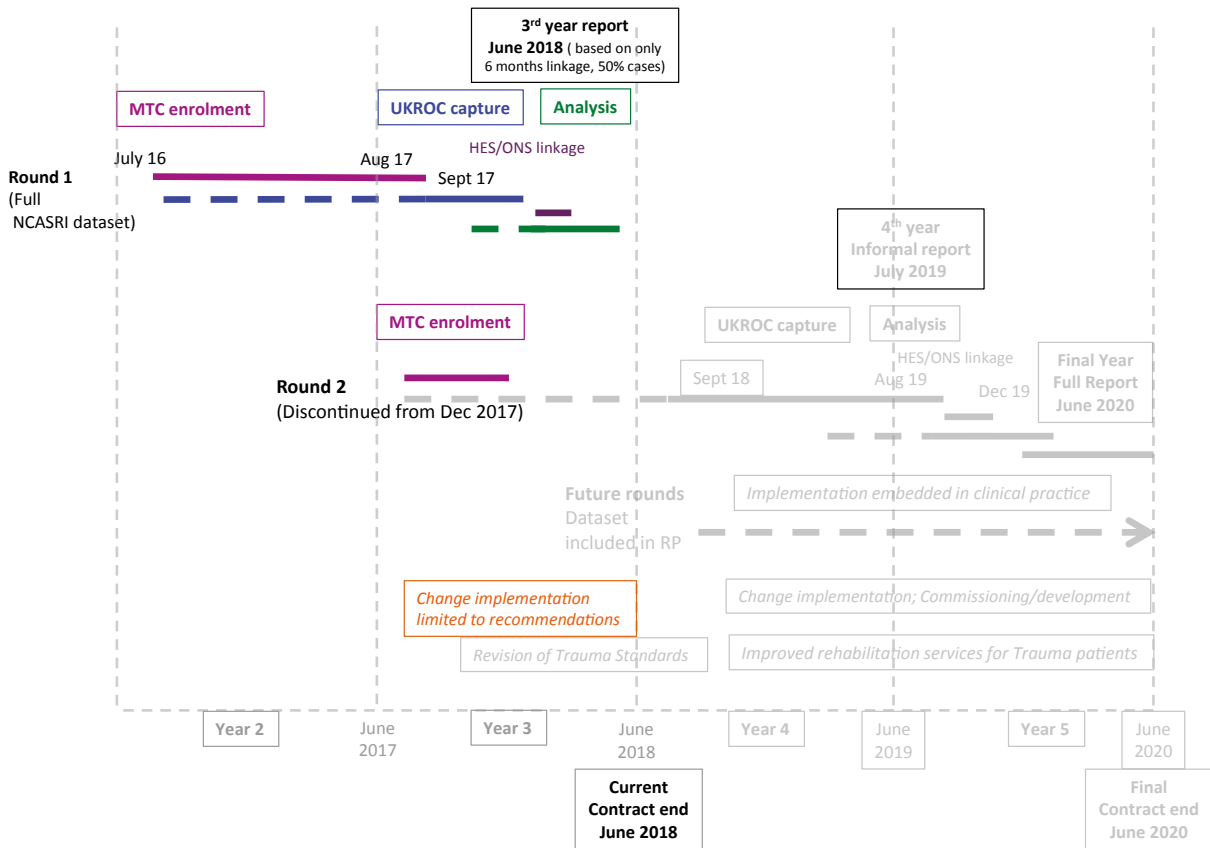 3rd year report
June 2018 ( based on only
6 months linkage, 50% cases)
MTC enrolment
UKROC capture
Analysis
HES/ONS linkage
July 16
Aug 17
Sept 17
Round 1
(Full
NCASRI dataset)
4th year
Informal report
July 2019
MTC enrolment
UKROC capture
Analysis
HES/ONS linkage
Round 2
(Discontinued from Dec 2017)
Sept 18
Aug 19
Dec 19
Final Year
Full Report
June 2020
Future rounds
Dataset
included in RP
Implementation embedded in clinical practice
Change implementation
limited to recommendations
Change implementation; Commissioning/development
Revision of Trauma Standards
Improved rehabilitation services for Trauma patients
Year 2
June
2017
Year 3
June
2018
Year 4
June
2019
Year 5
June
2020
Current
Contract end
June 2018
Final
Contract end
June 2020